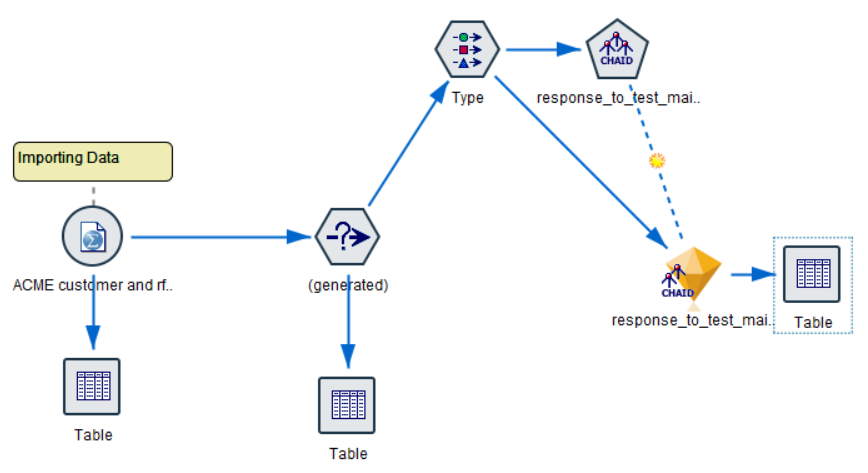 CHAID
Type
response_to_test_mai..
Importing Data
-?->
ACME customer and rf..
(generated)
CHAID
response_to_test_mai..
Table
Table
Table